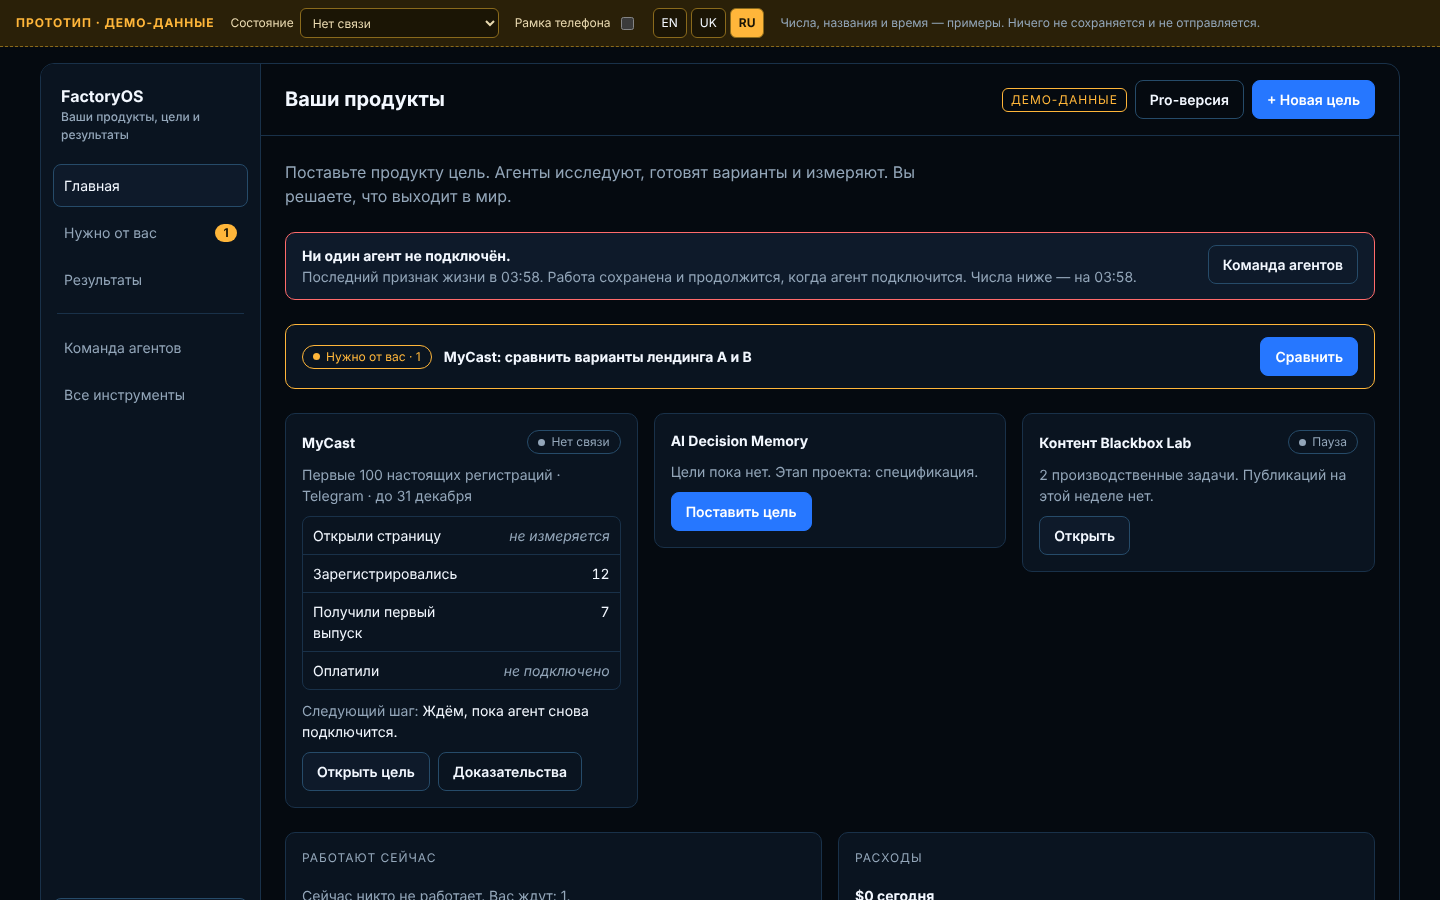 ПРОТОТИП · ДЕМО-ДАННЫЕ
Состояние
Нет связи
Рамка телефона
EN
UK
RU
Числа, названия и время — примеры. Ничего не сохраняется и не отправляется.
FactoryOS
Ваши продукты, цели и
результаты
Главная
Нужно от вас
1
Результаты
Команда агентов
Все инструменты
Ваши продукты
ДЕМО-ДАННЫЕ
Pro-версия
+ Новая цель
Поставьте продукту цель. Агенты исследуют, готовят варианты и измеряют. Вы
решаете, что выходит в мир.
Ни один агент не подключён.
Последний признак жизни в 03:58. Работа сохранена и продолжится, когда агент подключится. Числа ниже — на 03:58.
Команда агентов
Нужно от вас · 1
MyCast: сравнить варианты лендинга А и В
Сравнить
MyCast
Нет связи
Первые 100 настоящих регистраций ·
Telegram · до 31 декабря
Открыли страницу
не измеряется
Зарегистрировались
12
Получили первый
выпуск
7
Оплатили
не подключено
Следующий шаг: Ждём, пока агент снова
подключится.
Открыть цель
Доказательства
AI Decision Memory
Цели пока нет. Этап проекта: спецификация.
Поставить цель
Контент Blackbox Lab
Пауза
2 производственные задачи. Публикаций на
этой неделе нет.
Открыть
РАБОТАЮТ СЕЙЧАС
Сейчас никто не работает. Вас ждут: 1.
РАСХОДЫ
$0 сегодня